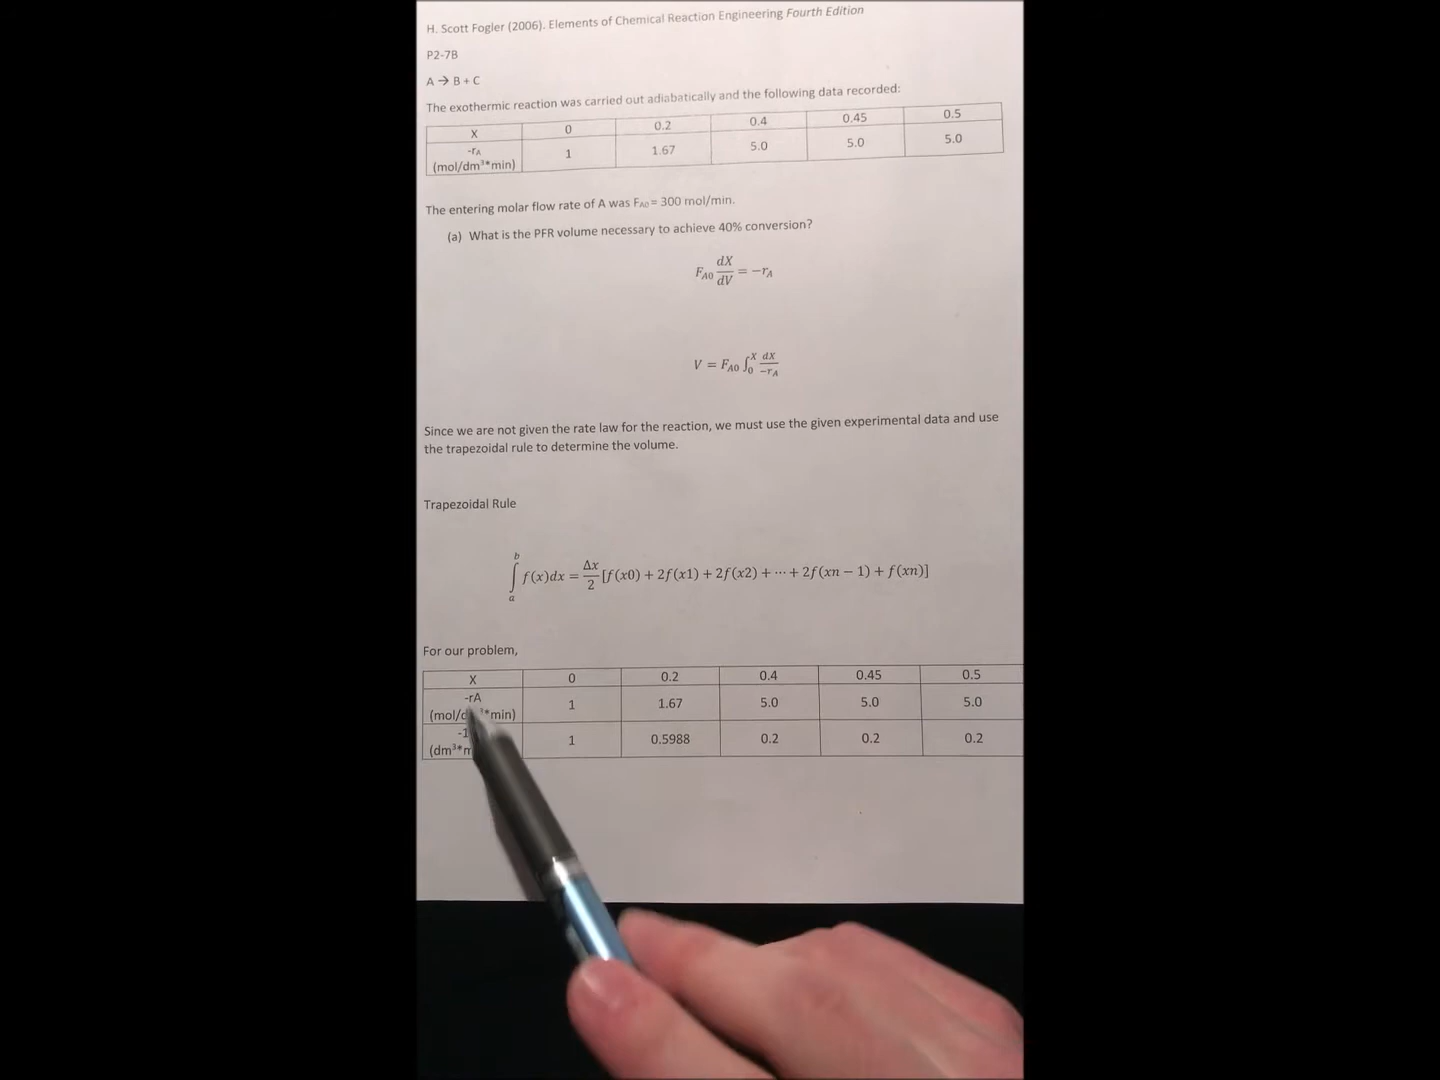 H. Scott Fogler (2006). Elements of Chemical Reaction Engineering Fourth Edition
P2-7B
A → B + C
The exothermic reaction was carried out adiabatically and the following data recorded:
X 0 0.2 0.4 0.45 0.5
-rA (mol/dm³*min) 1 1.67 5.0 5.0 5.0
The entering molar flow rate of A was FA0 = 300 mol/min.
(a) What is the PFR volume necessary to achieve 40% conversion?
F_A0 dX/dV = −r_A
V = F_A0 ∫_0^X dX/−r_A
Since we are not given the rate law for the reaction, we must use the given experimental data and use
the trapezoidal rule to determine the volume.
Trapezoidal Rule
∫_a^b f(x)dx = Δx/2 [f(x0) + 2f(x1) + 2f(x2) + ⋯ + 2f(xn − 1) + f(xn)]
For our problem,
X 0 0.2 0.4 0.45 0.5
-rA 1 1.67 5.0 5.0 5.0
1 0.5988 0.2 0.2 0.2